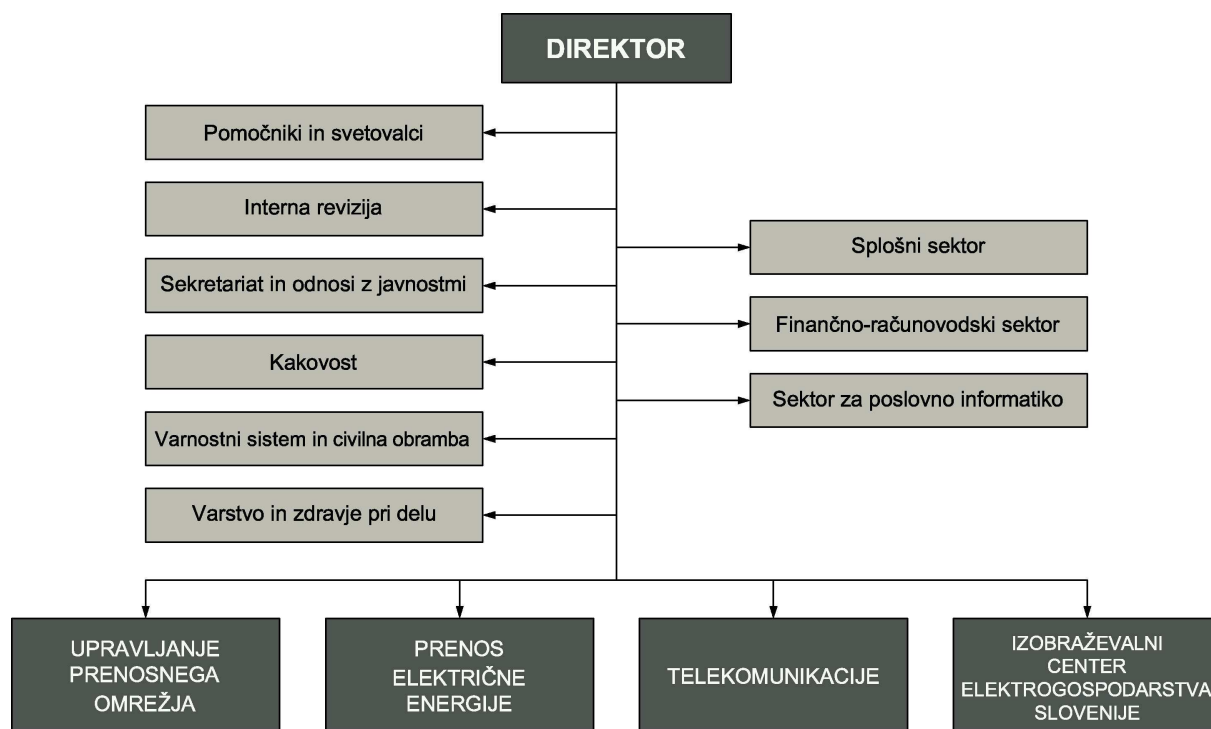 DIREKTOR
Pomočniki in svetovalci
Interna revizija
Sekretariat in odnosi z javnostmi
Kakovost
Varnostni sistem in civilna obramba
Varstvo in zdravje pri delu
Splošni sektor
Finančno-računovodski sektor
Sektor za poslovno informatiko
UPRAVLJANJE
PRENOSNEGA
OMREŽJA
PRENOS
ELEKTRIČNE
ENERGIJE
TELEKOMUNIKACIJE
IZOBRAŽEVALNI
CENTER
ELEKTROGOSPODARSTVA
SLOVENIJE